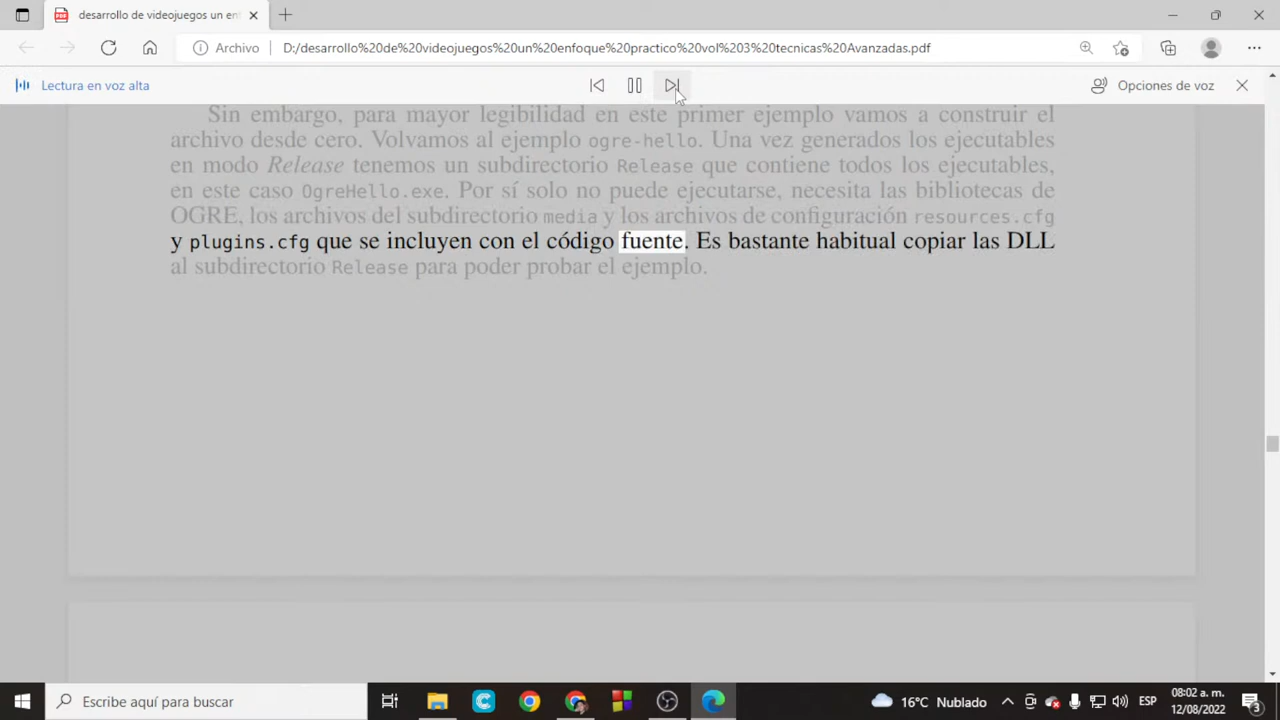 desarrollo de videojuegos un en
Archivo
D:/desarrollo%20de%20videojuegos%20un%20enfoque%20practico%20vol%203%20tecnicas%20Avanzadas.pdf
Lectura en voz alta
Opciones de voz
Sin embargo, para mayor legibilidad en este primer ejemplo vamos a construir el
archivo desde cero. Volvamos al ejemplo ogre-hello. Una vez generados los ejecutables
en modo Release tenemos un subdirectorio Release que contiene todos los ejecutables,
en este caso OgreHello.exe. Por sí solo no puede ejecutarse, necesita las bibliotecas de
OGRE, los archivos del subdirectorio media y los archivos de configuración resources.cfg
y plugins.cfg que se incluyen con el código fuente. Es bastante habitual copiar las DLL
al subdirectorio Release para poder probar el ejemplo.
Escribe aquí para buscar
16°C Nublado
ESP
08:02 a. m.
12/08/2022
3